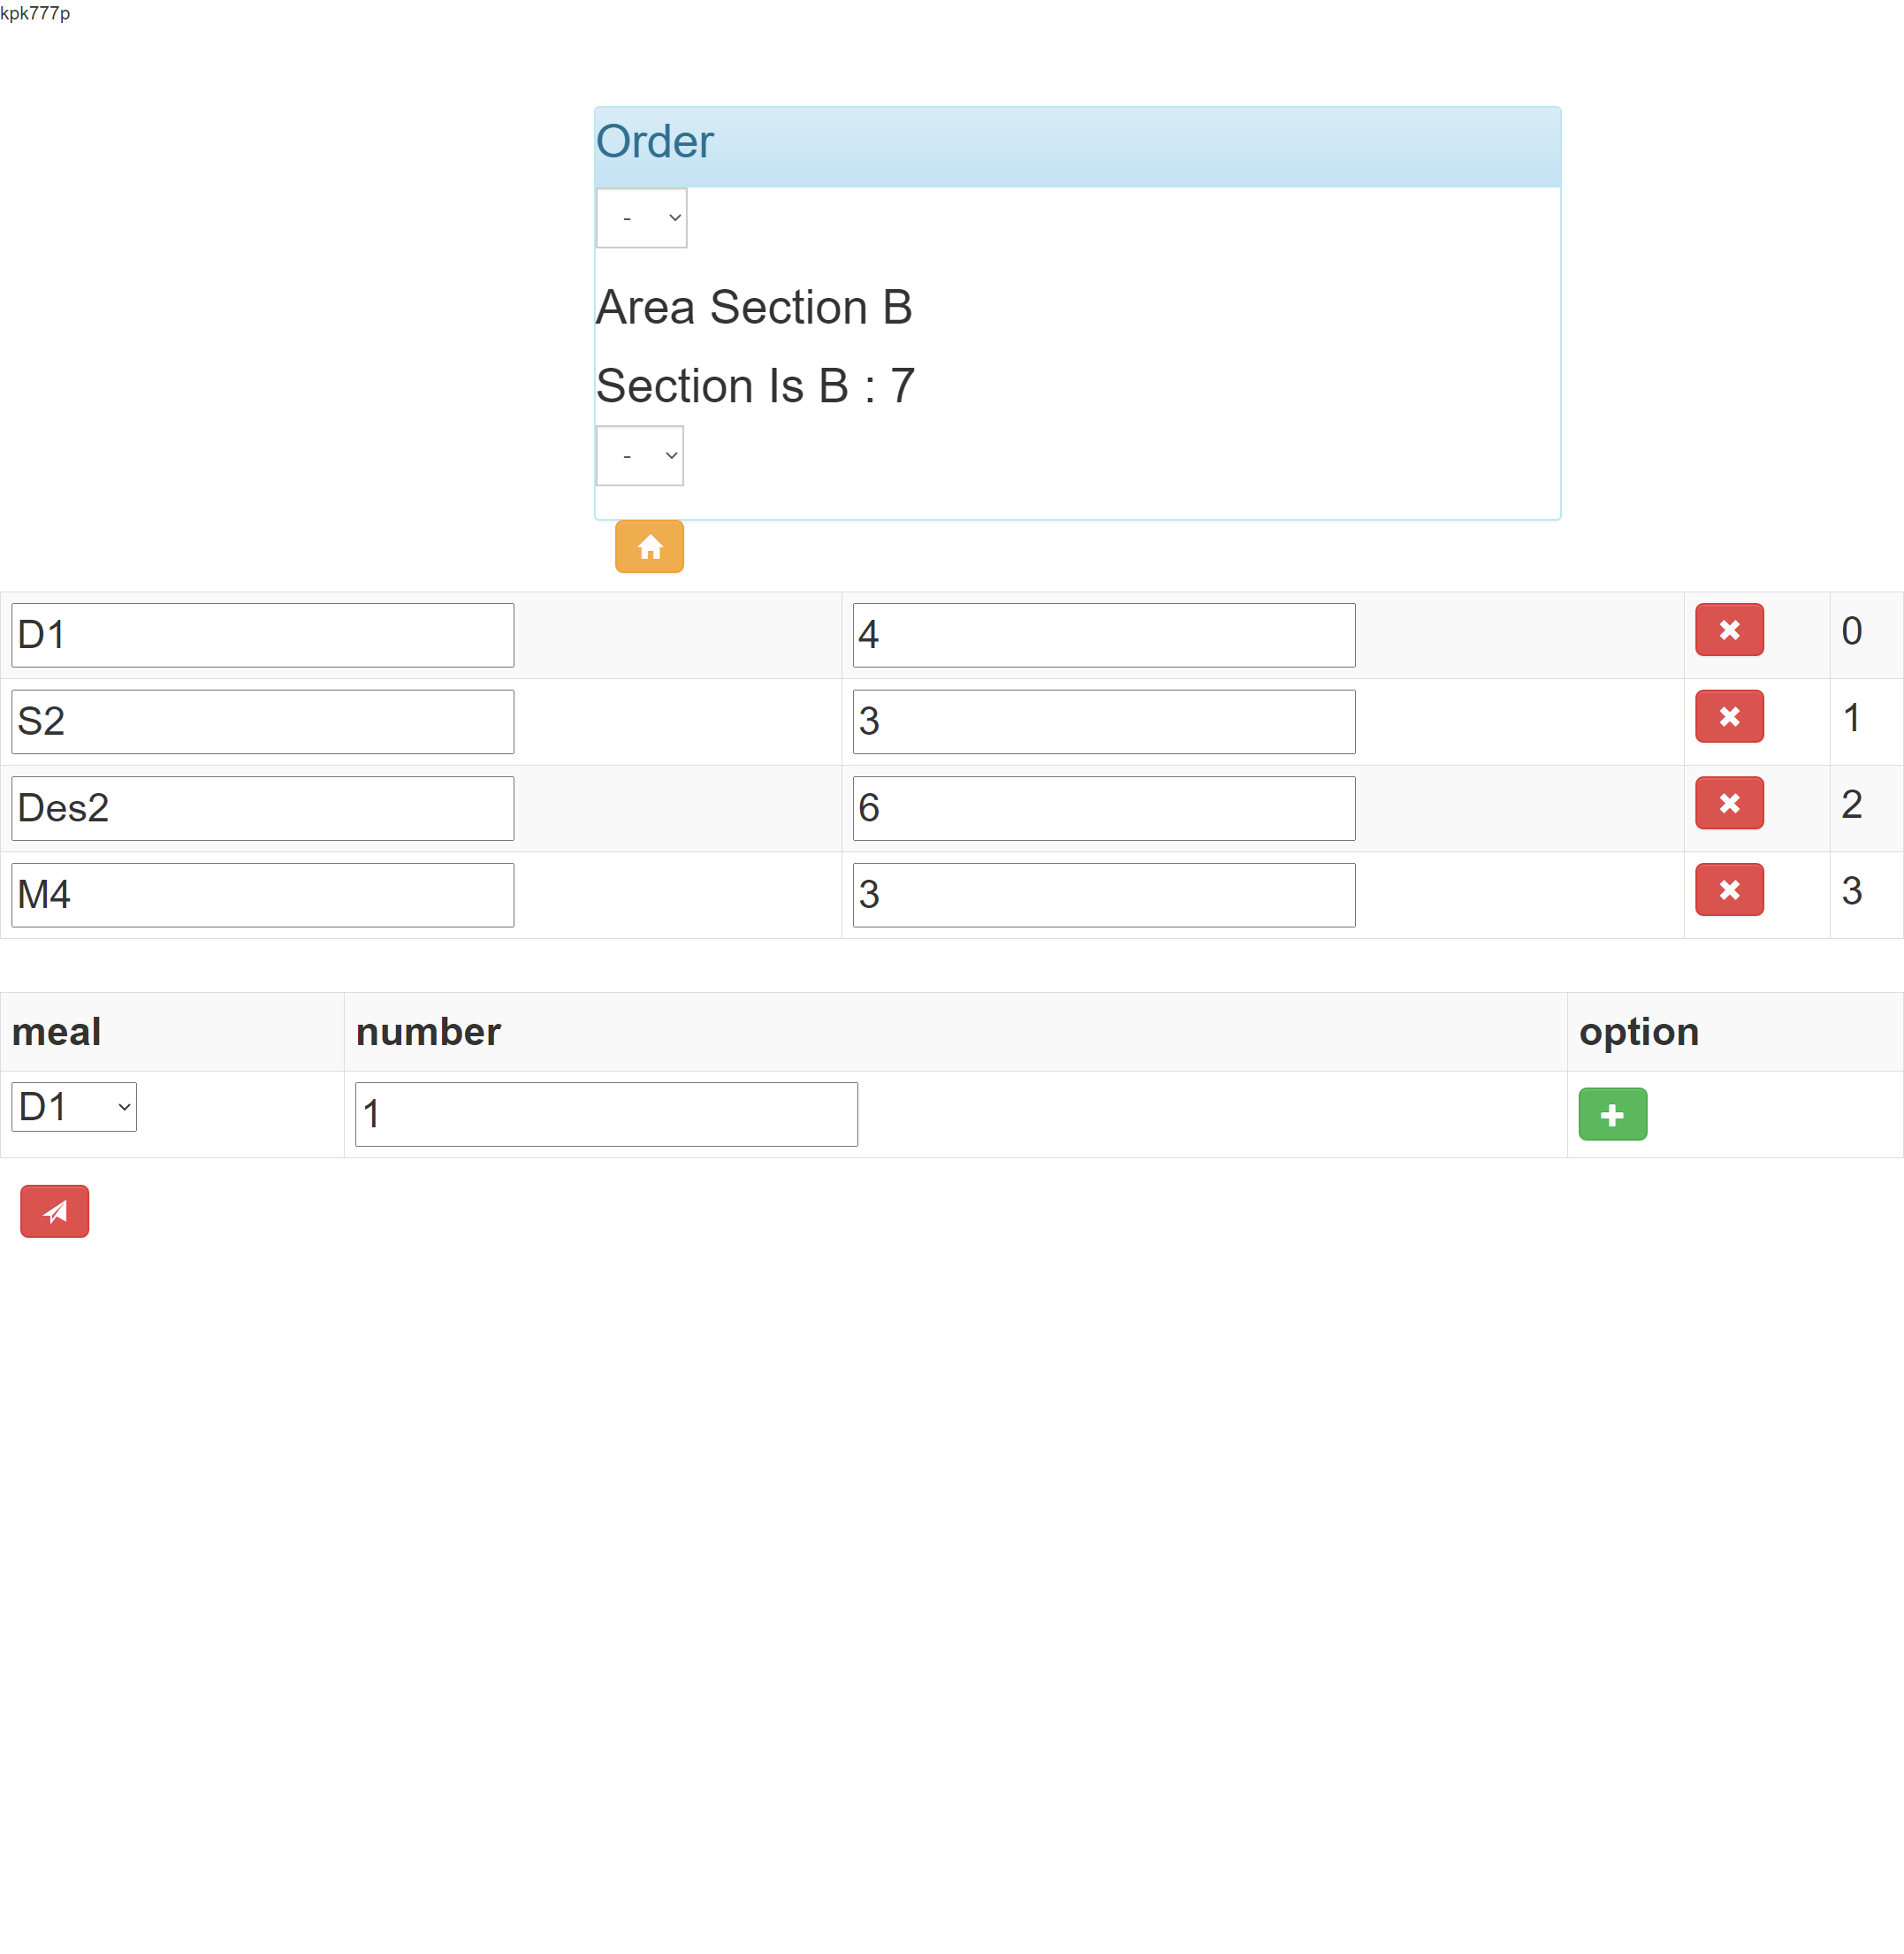 kpk777p
Order
-
Area Section B
Section Is B : 7
-
D1 4 0
S2 3 1
Des2 6 2
M4 3 3
meal number option
D1 1